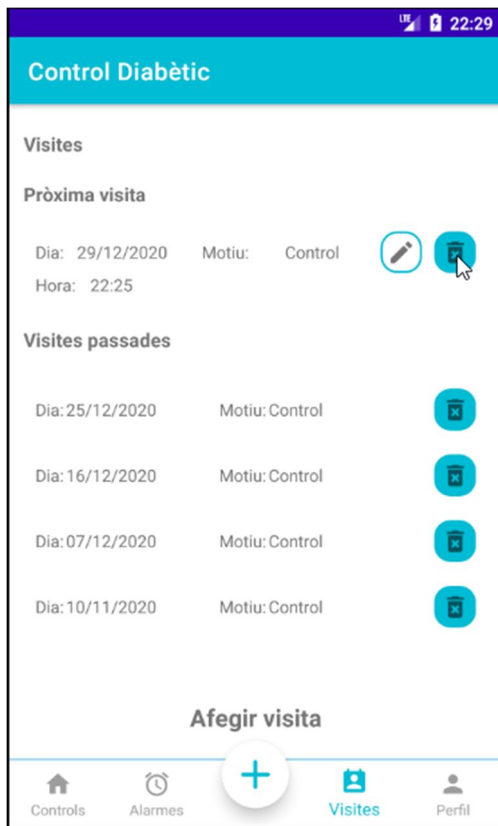 LTE 22:29
Control Diabètic
Visites
Pròxima visita
Dia: 29/12/2020 Motiu: Control
Hora: 22:25
Visites passades
Dia: 25/12/2020 Motiu: Control
Dia: 16/12/2020 Motiu: Control
Dia: 07/12/2020 Motiu: Control
Dia: 10/11/2020 Motiu: Control
Afegir visita
Controls Alarmes Visites Perfil